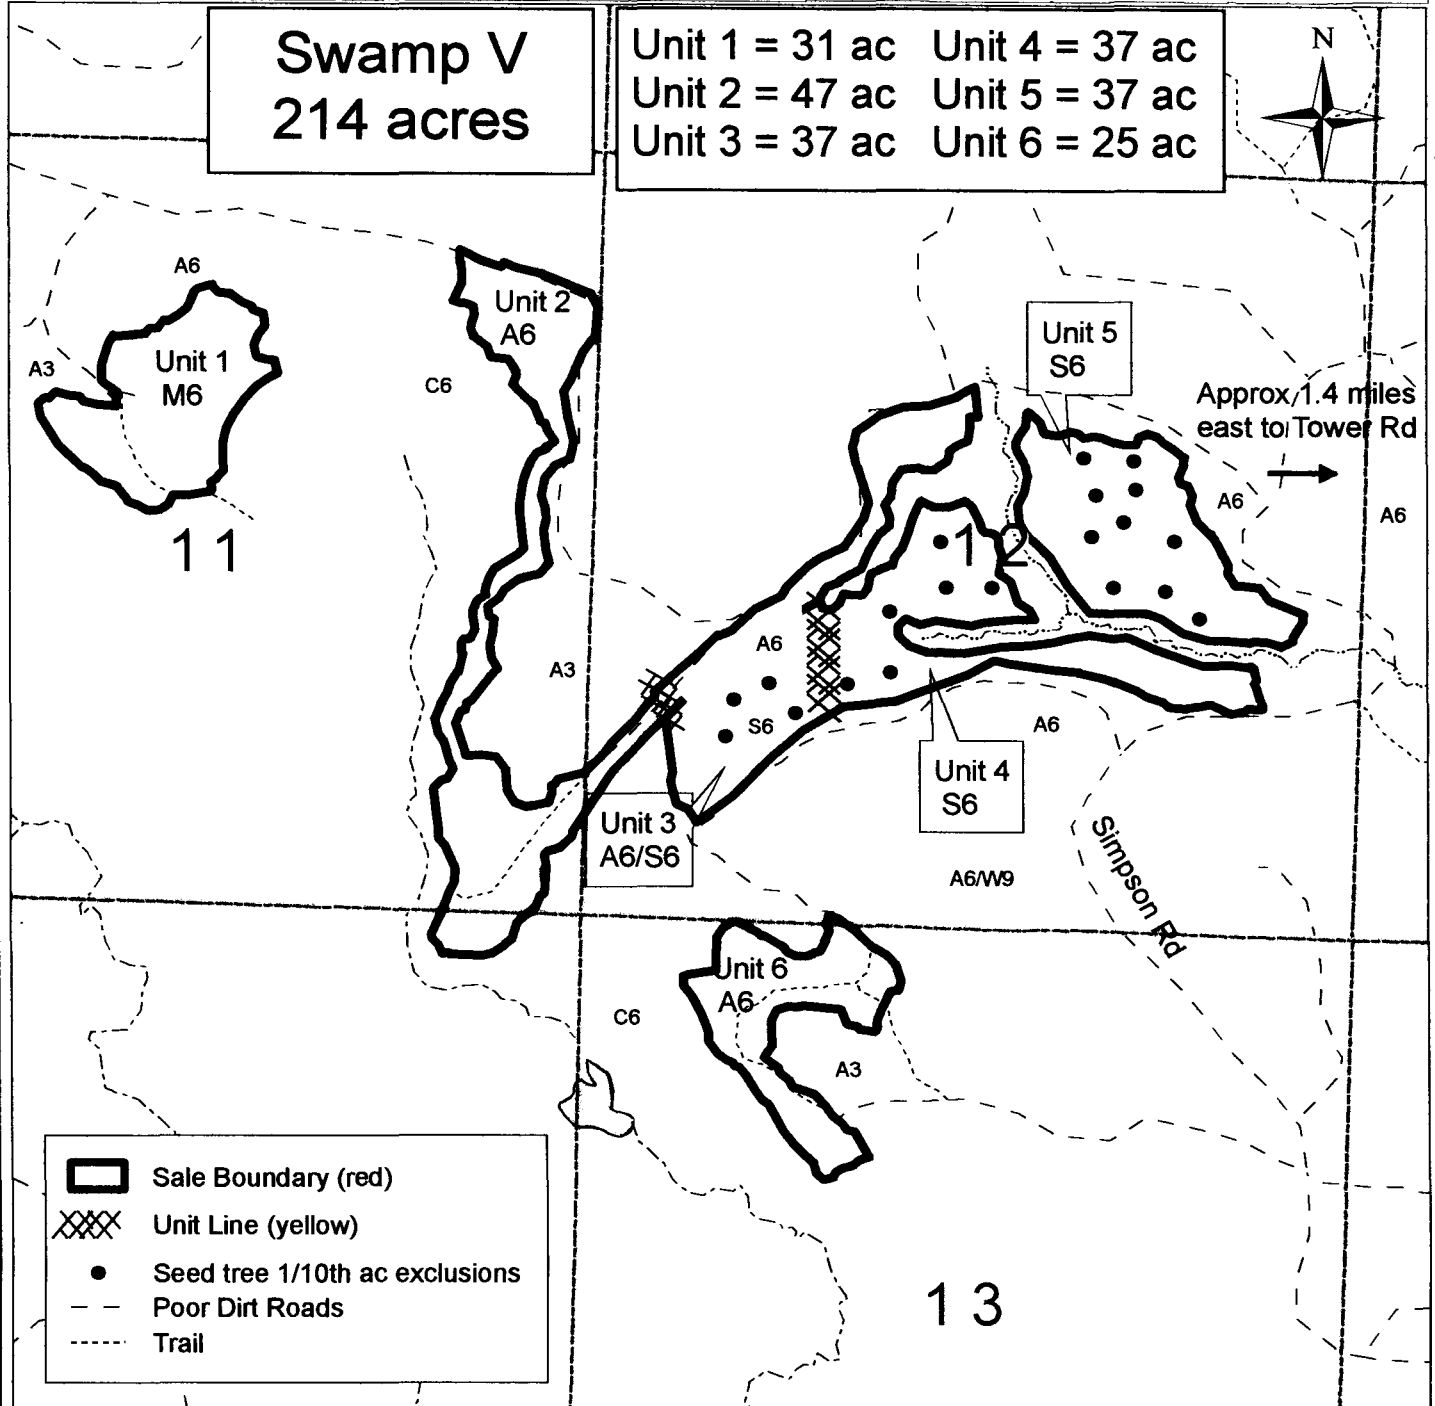 Swamp V
214 acres
Unit 1 = 31 ac Unit 4 = 37 ac
Unit 2 = 47 ac Unit 5 = 37 ac
Unit 3 = 37 ac Unit 6 = 25 ac
N
A6
Unit 1
M6
A3
11
C6
Unit 2
A6
Unit 5
S6
Approx 1.4 miles
east to Tower Rd
A6
A6
12
A3
A6
S6
A6
Unit 4
S6
Unit 3
A6/S6
A6/W9
Simpson Rd
Unit 6
A6
C6
A3
13
Sale Boundary (red)
Unit Line (yellow)
Seed tree 1/10th ac exclusions
Poor Dirt Roads
Trail